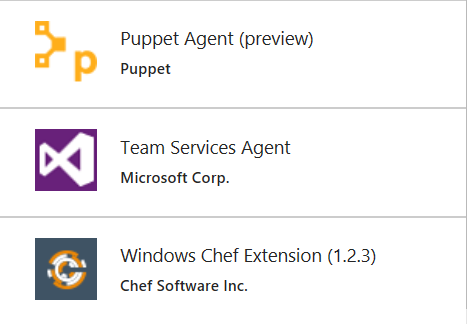 Puppet Agent (preview)
Puppet
Team Services Agent
Microsoft Corp.
Windows Chef Extension (1.2.3)
Chef Software Inc.